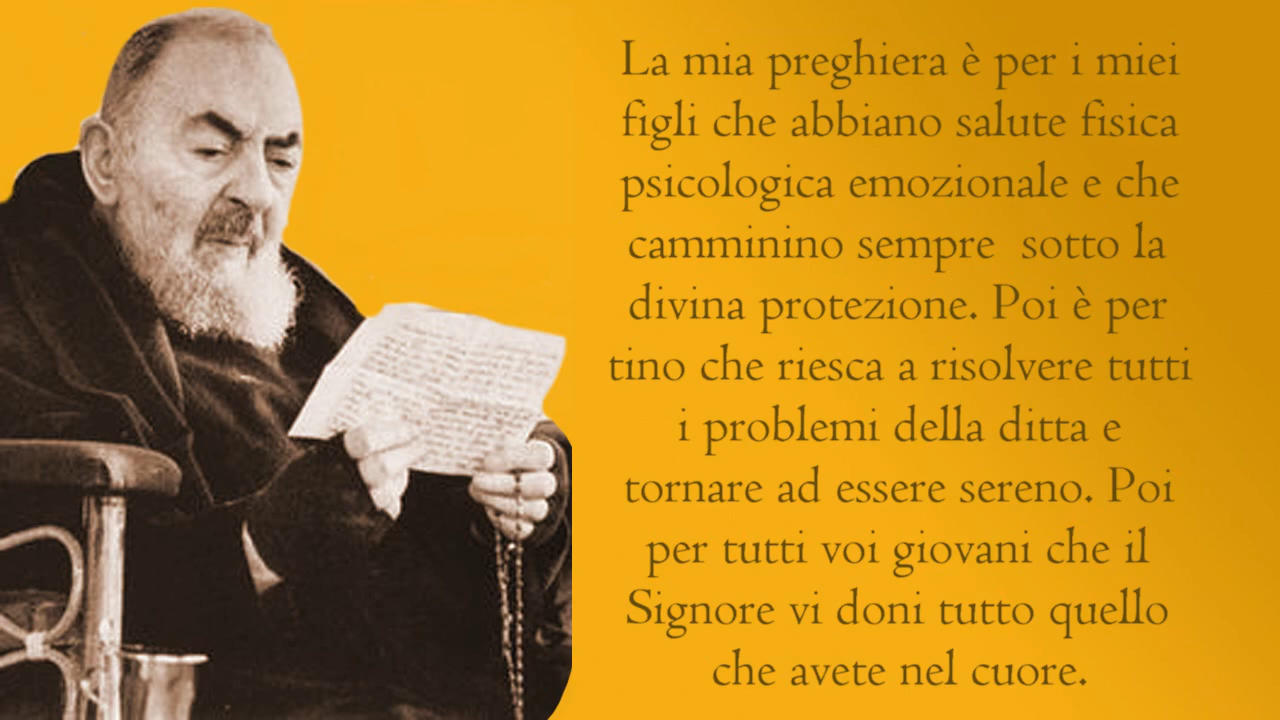 La mia preghiera è per i miei
figli che abbiano salute fisica
psicologica emozionale e che
camminino sempre  sotto la
divina protezione. Poi è per
tino che riesca a risolvere tutti
i problemi della ditta e
tornare ad essere sereno. Poi
per tutti voi giovani che il
Signore vi doni tutto quello
che avete nel cuore.